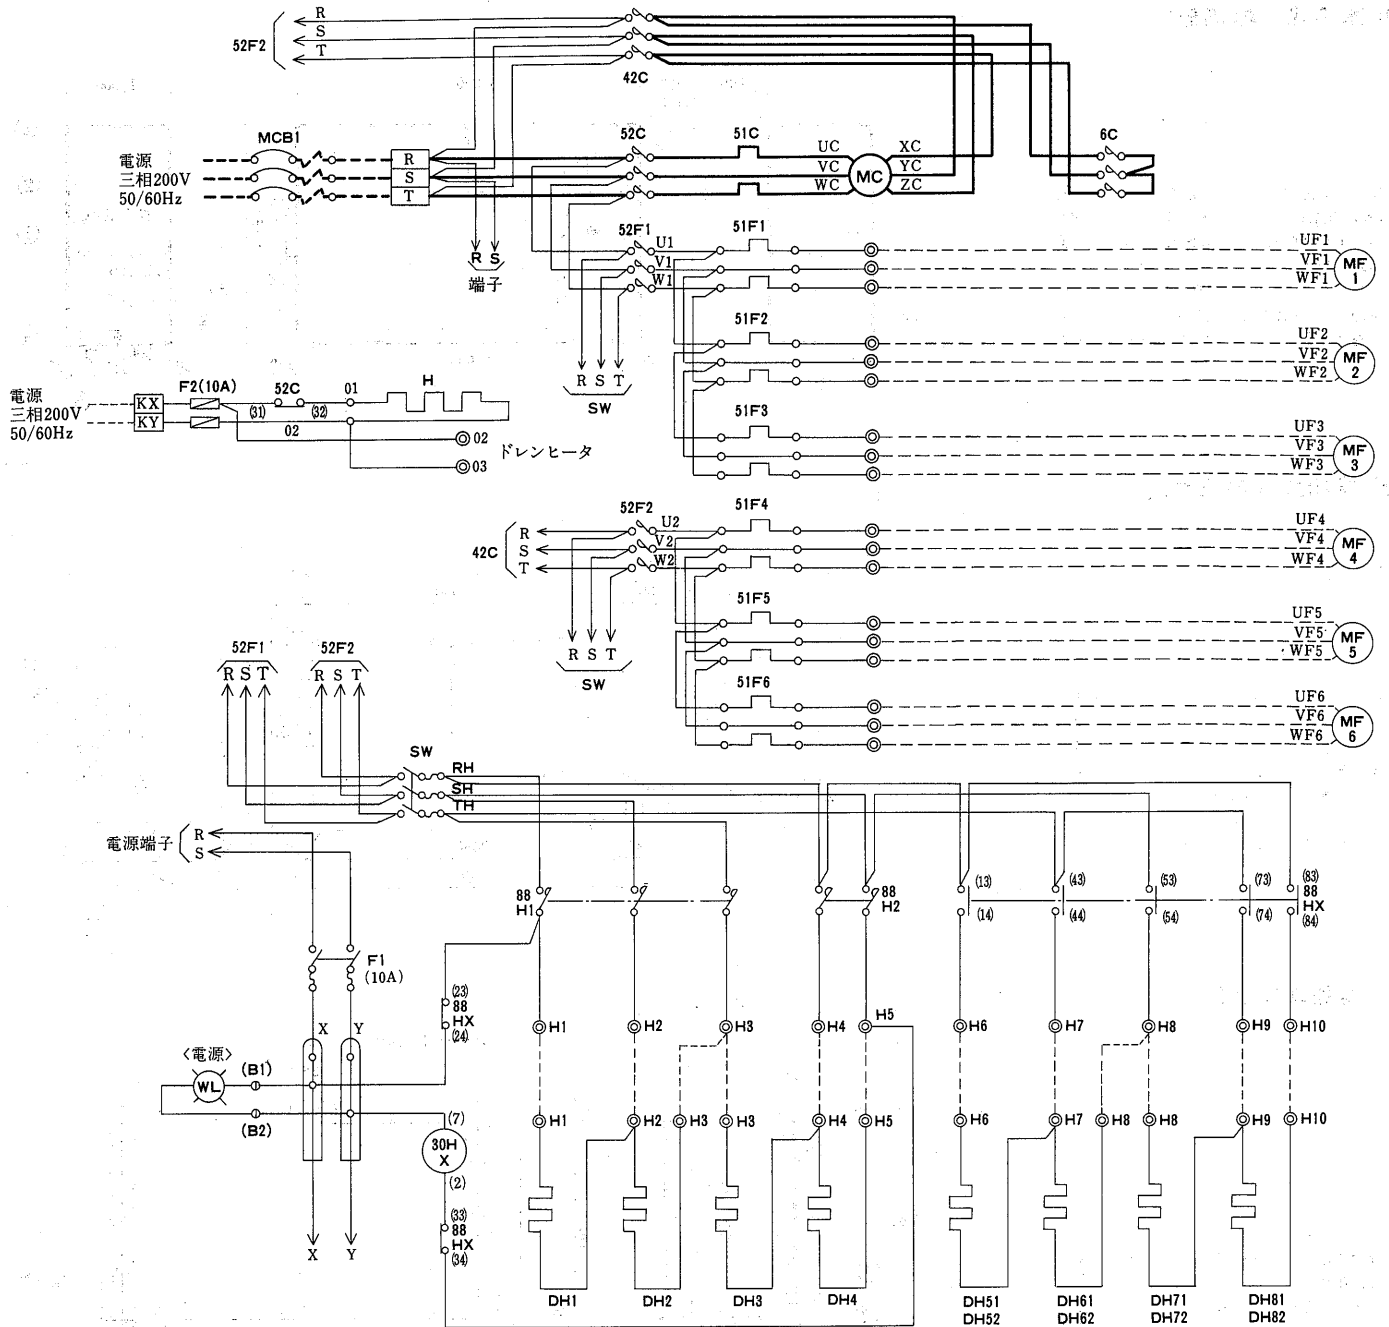 52F2
R
S
T
42C
MCB1
電源
三相200V
50/60Hz
R
S
T
52C
51C
UC
VC
WC
MC
XC
YC
ZC
6C
R S
端子
52F1
U1
V1
W1
51F1
UF1
VF1
WF1
MF
1
R S T
SW
51F2
UF2
VF2
WF2
MF
2
電源
三相200V
50/60Hz
KX
KY
F2(10A)
52C
(31)
(32)
01
H
02
02
03
ドレンヒータ
51F3
UF3
VF3
WF3
MF
3
42C
R
S
T
52F2
U2
V2
W2
51F4
UF4
VF4
WF4
MF
4
R S T
SW
51F5
UF5
VF5
WF5
MF
5
51F6
UF6
VF6
WF6
MF
6
52F1
R S T
52F2
R S T
SW
RH
SH
TH
電源端子
R
S
88
H1
88
H2
(13)
(14)
(43)
(44)
(53)
(54)
(73)
(74)
(83)
88
HX
(84)
F1
(10A)
(23)
88
HX
(24)
X
Y
H1
H2
H3
H4
H5
H6
H7
H8
H9
H10
〈電源〉
WL
(B1)
(B2)
(7)
30H
X
(2)
(33)
88
HX
(34)
H1
H2
H3
H3
H4
H5
H6
H7
H8
H8
H9
H10
X
Y
DH1
DH2
DH3
DH4
DH51
DH52
DH61
DH62
DH71
DH72
DH81
DH82